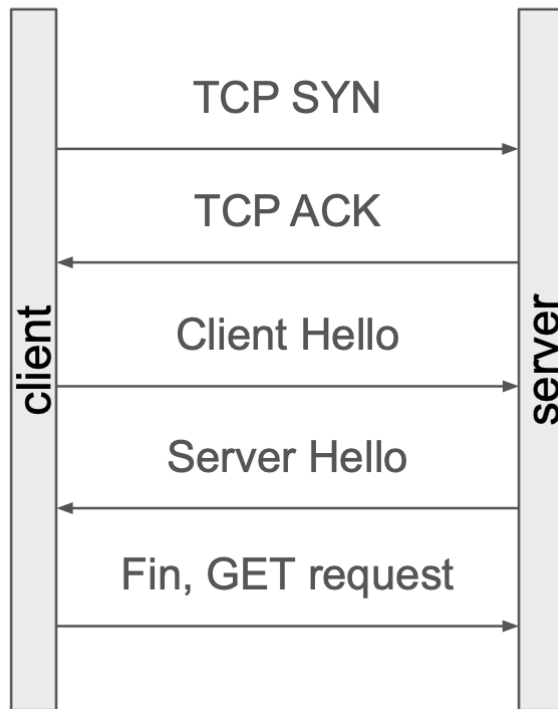 TCP SYN
TCP ACK
client
Client Hello
server
Server Hello
Fin, GET request